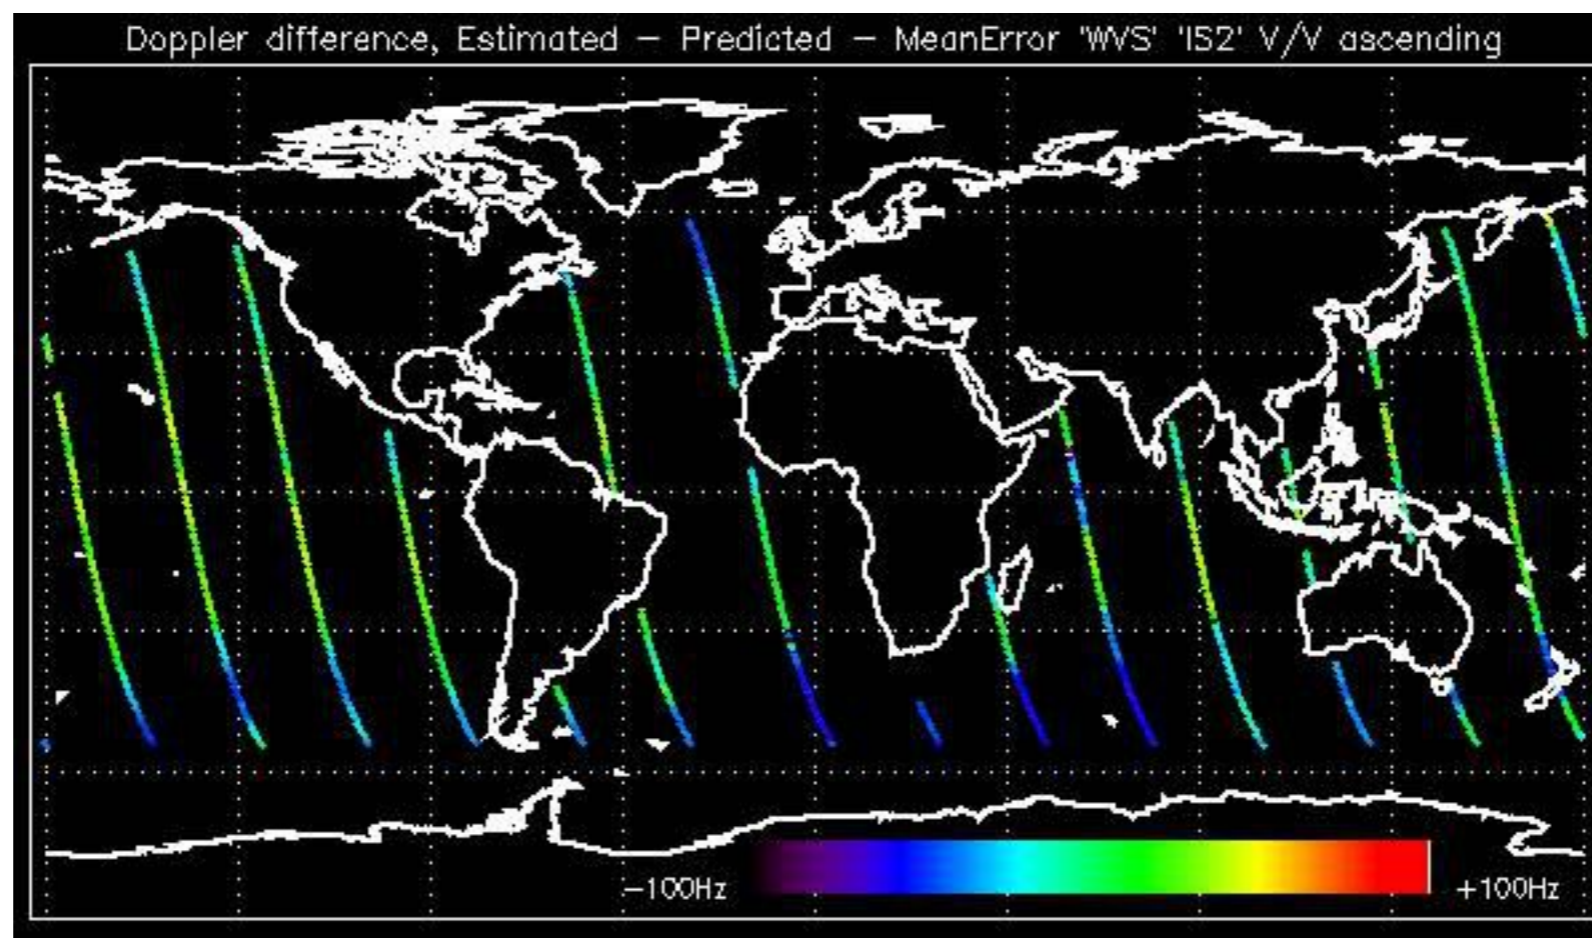 Doppler difference, Estimated − Predicted − MeanError 'WVS' 'IS2' V/V ascending
−100Hz
+100Hz